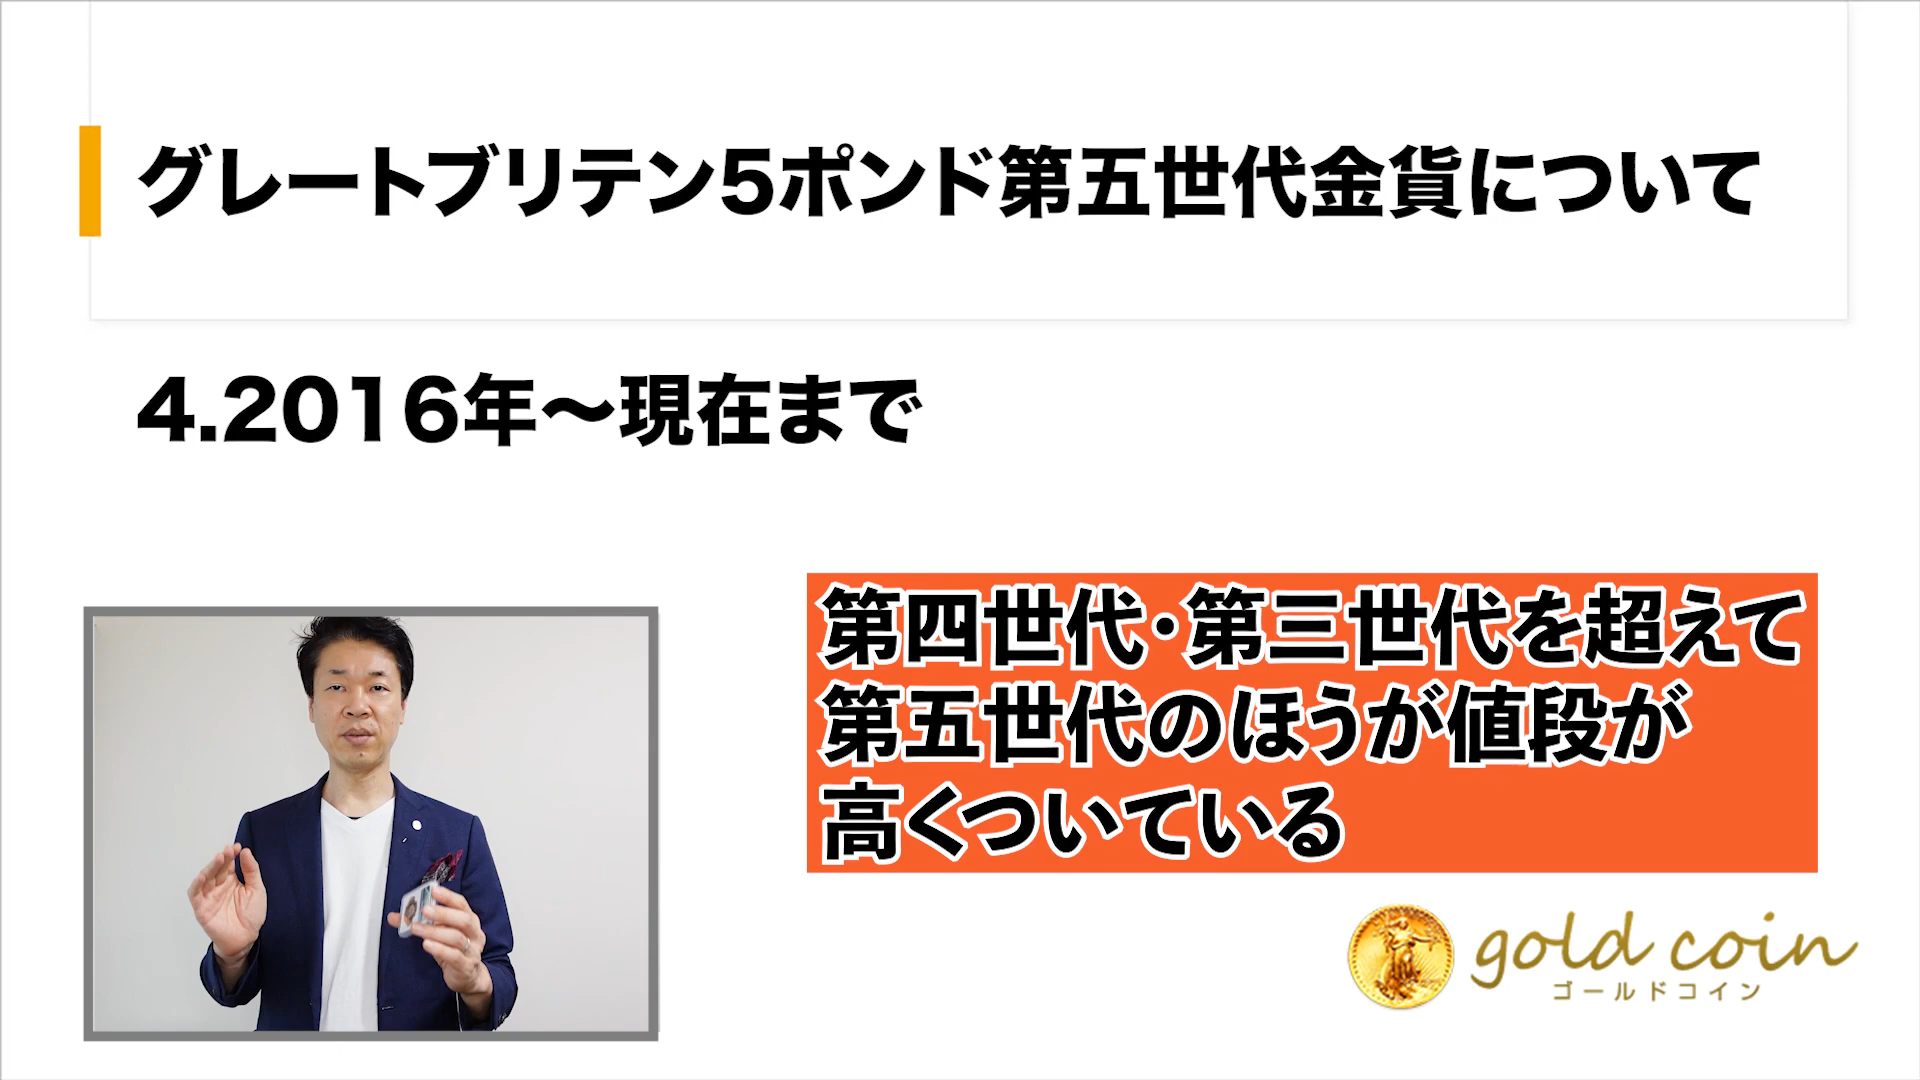 グレートブリテン5ポンド第五世代金貨について
4.2016年〜現在まで
第四世代・第三世代を超えて
第五世代のほうが値段が
高くついている
gold coin
ゴールドコイン